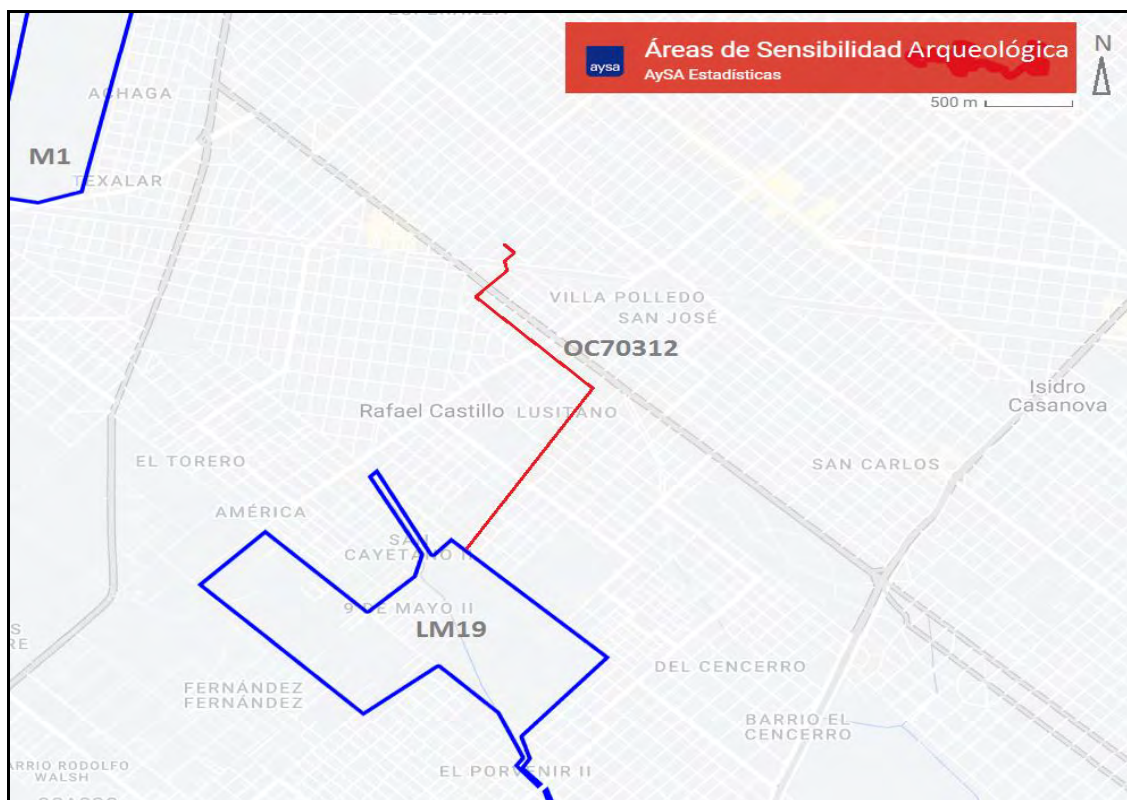 Áreas de Sensibilidad Arqueológica
aysa
AySA Estadísticas
N
500 m
ACHAGA
M1
TEXALAR
VILLA POLLEDO
SAN JOSÉ
OC70312
Isidro
Casanova
Rafael Castillo
LUSITANO
EL TORERO
SAN CARLOS
AMÉRICA
SAN
CAYETANO II
9 DE MAYO II
LM19
DEL CENCERRO
FERNÁNDEZ
FERNÁNDEZ
BARRIO EL
CENCERRO
ARRIO RODOLFO
WALSH
EL PORVENIR II